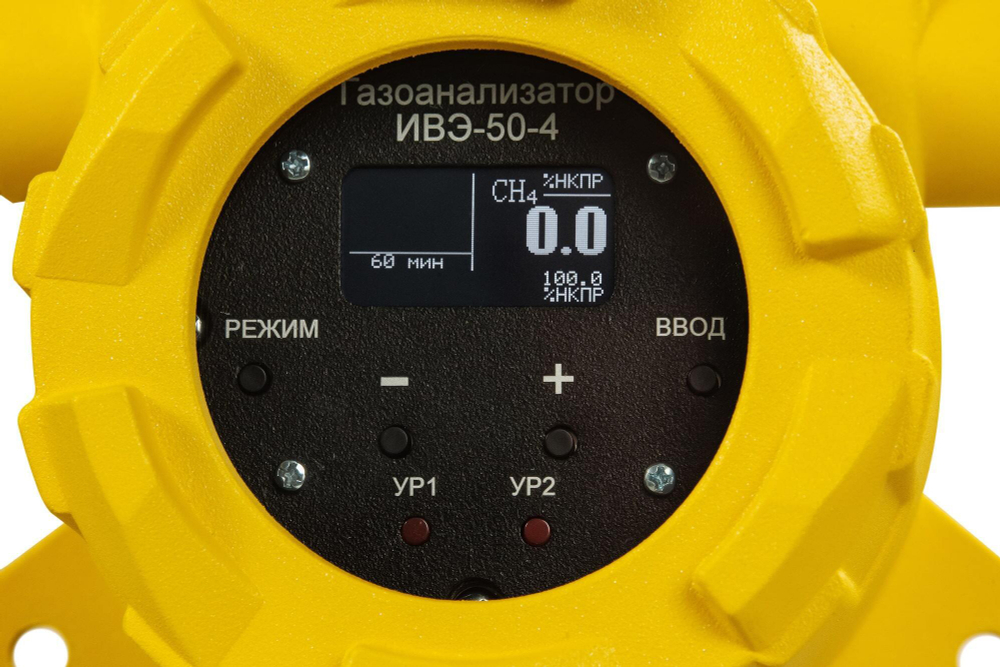 Газоанализатор
ИВЭ-50-4
CH₄ %НКПР
0.0
60 мин
100.0
%НКПР
РЕЖИМ
ВВОД
− +
УР1 УР2